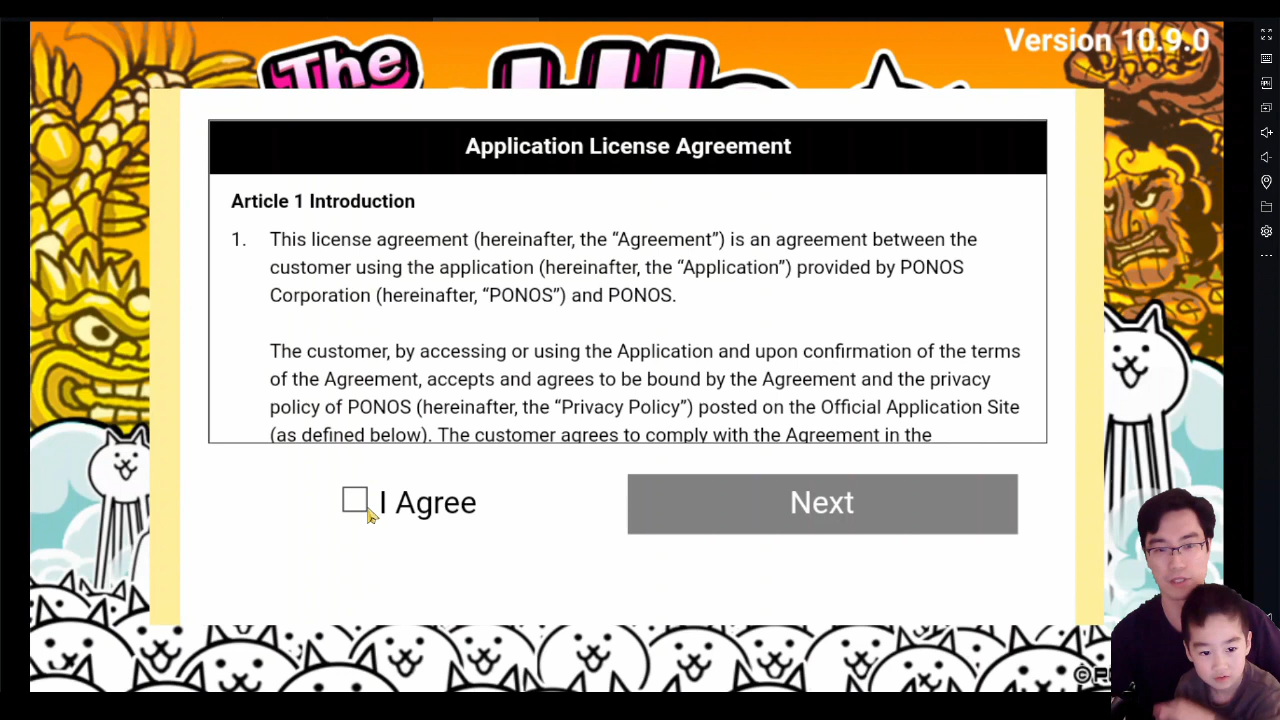 Version 10.9.0
The
Application License Agreement
Article 1 Introduction
1. This license agreement (hereinafter, the “Agreement”) is an agreement between the
customer using the application (hereinafter, the “Application”) provided by PONOS
Corporation (hereinafter, “PONOS”) and PONOS.
The customer, by accessing or using the Application and upon confirmation of the terms
of the Agreement, accepts and agrees to be bound by the Agreement and the privacy
policy of PONOS (hereinafter, the “Privacy Policy”) posted on the Official Application Site
(as defined below). The customer agrees to comply with the Agreement in the
I Agree
Next